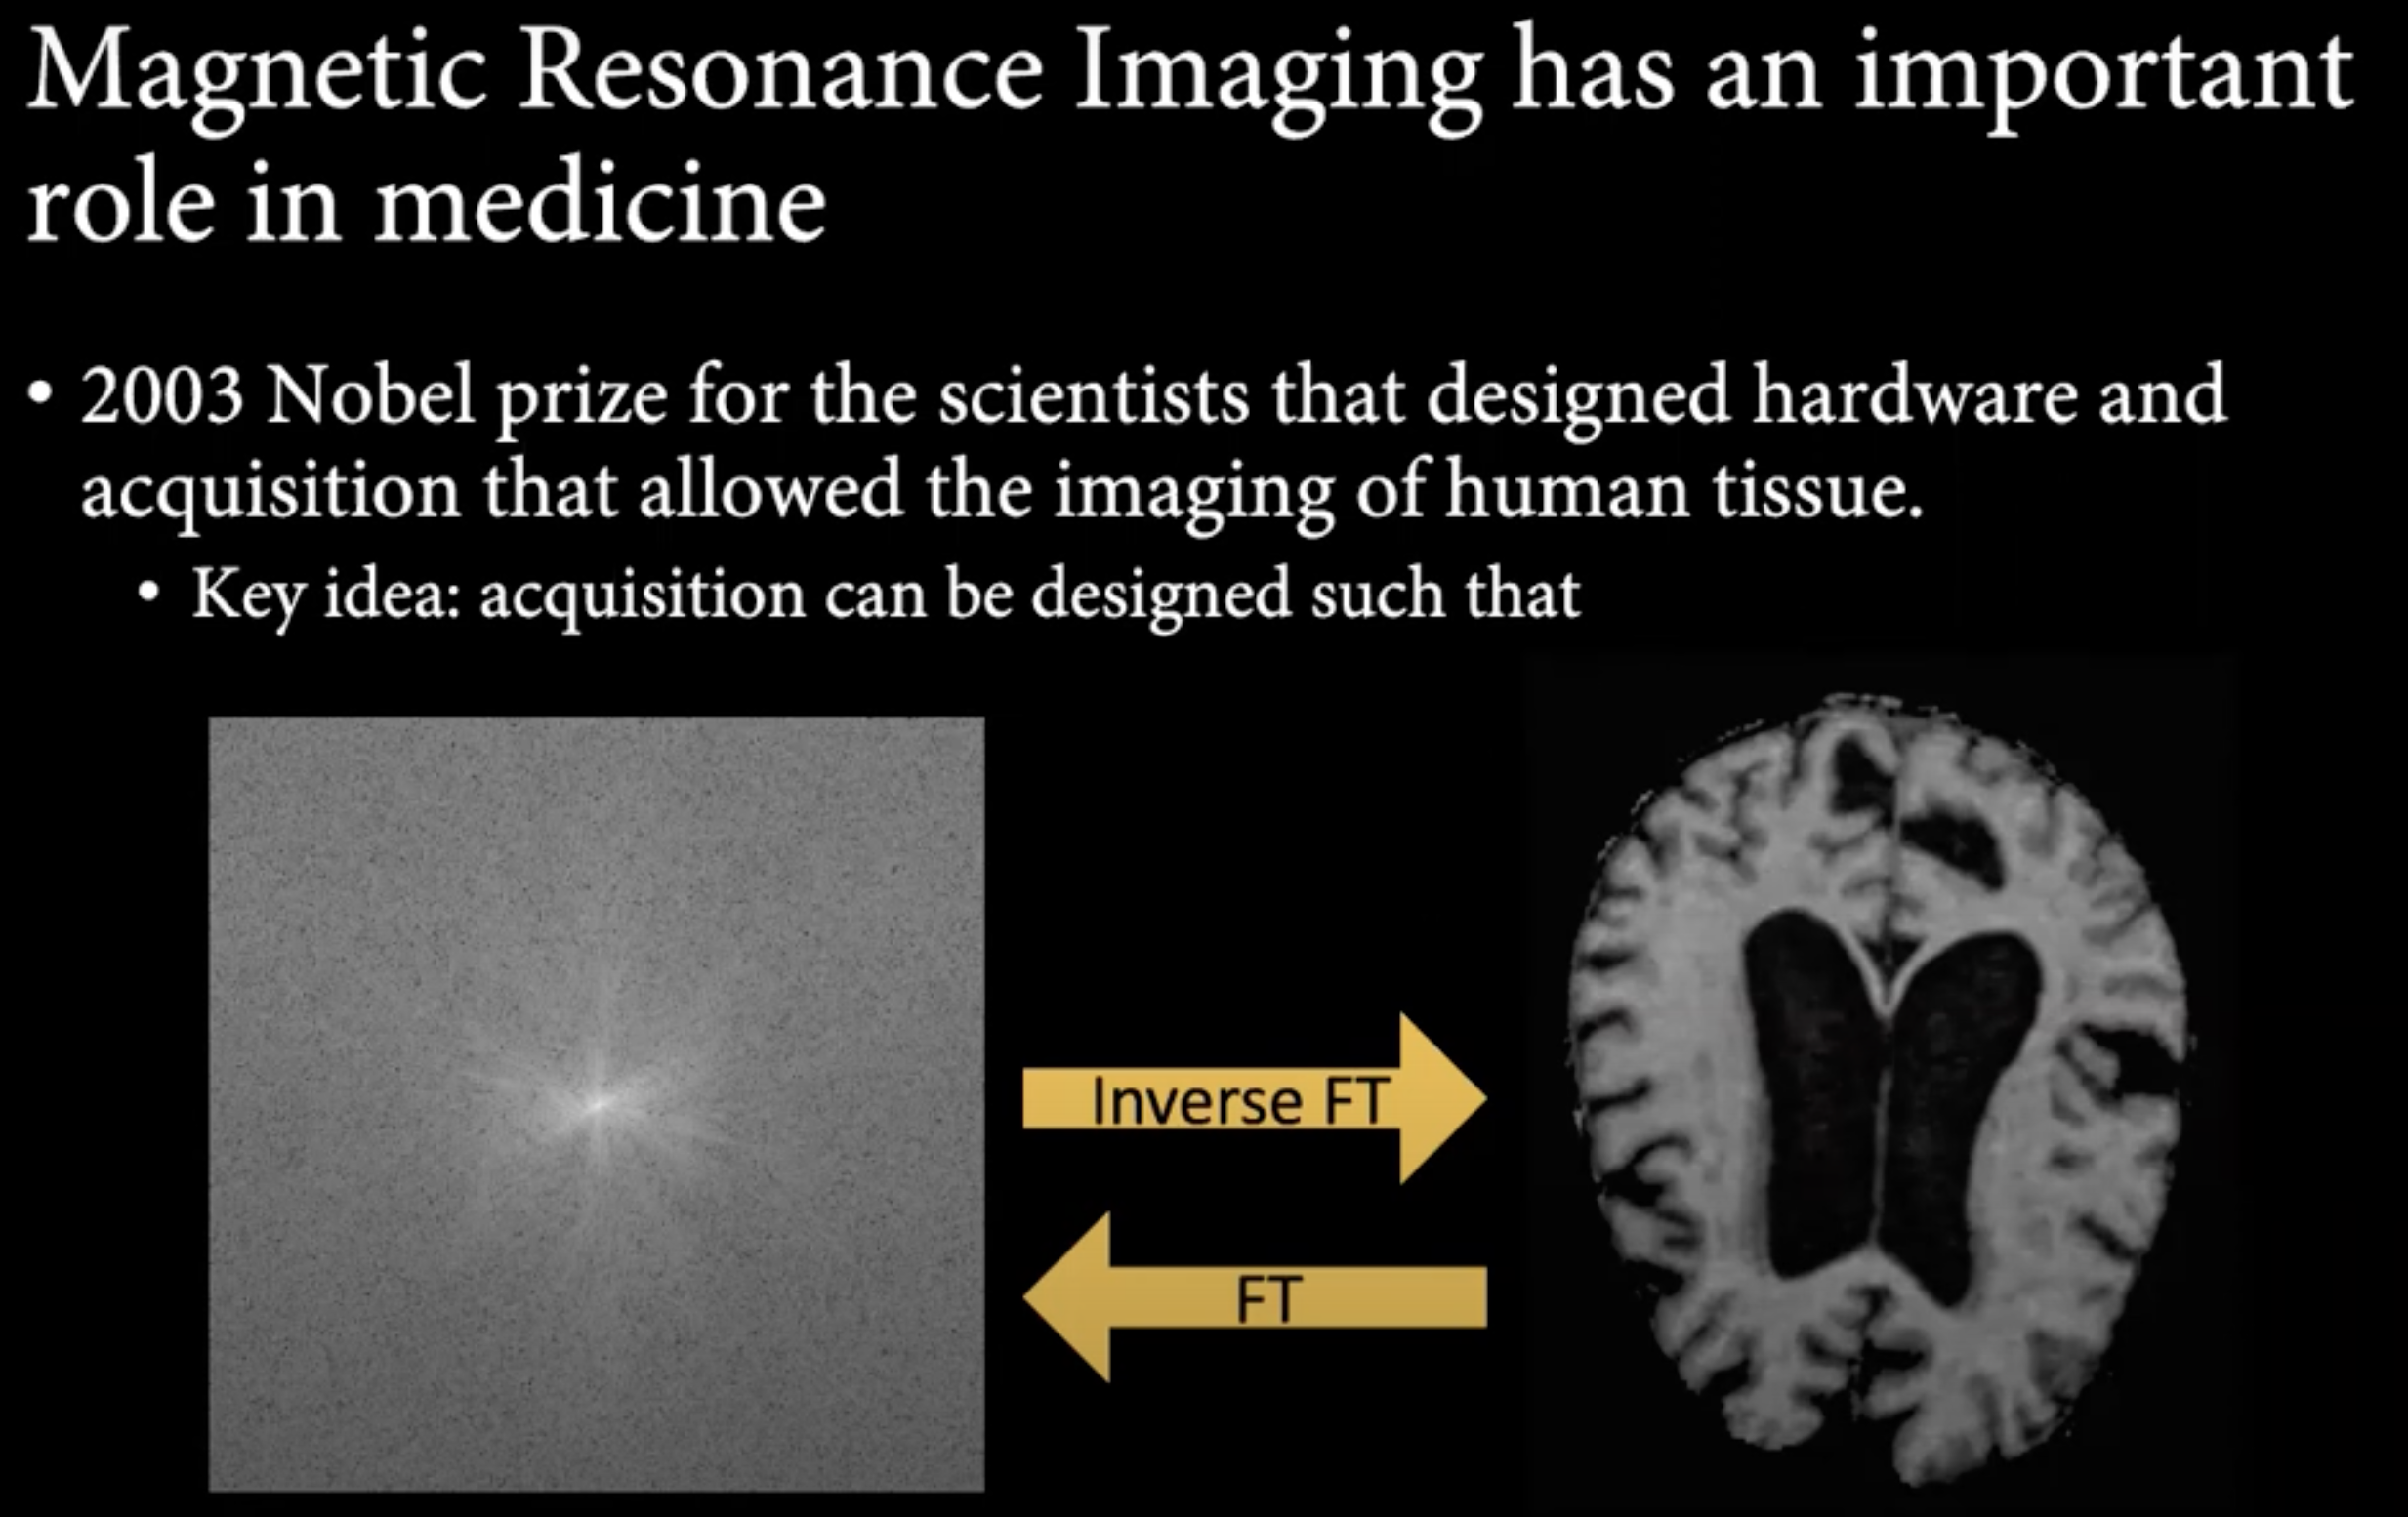 Magnetic Resonance Imaging has an important
role in medicine
• 2003 Nobel prize for the scientists that designed hardware and
acquisition that allowed the imaging of human tissue.
• Key idea: acquisition can be designed such that
Inverse FT
FT